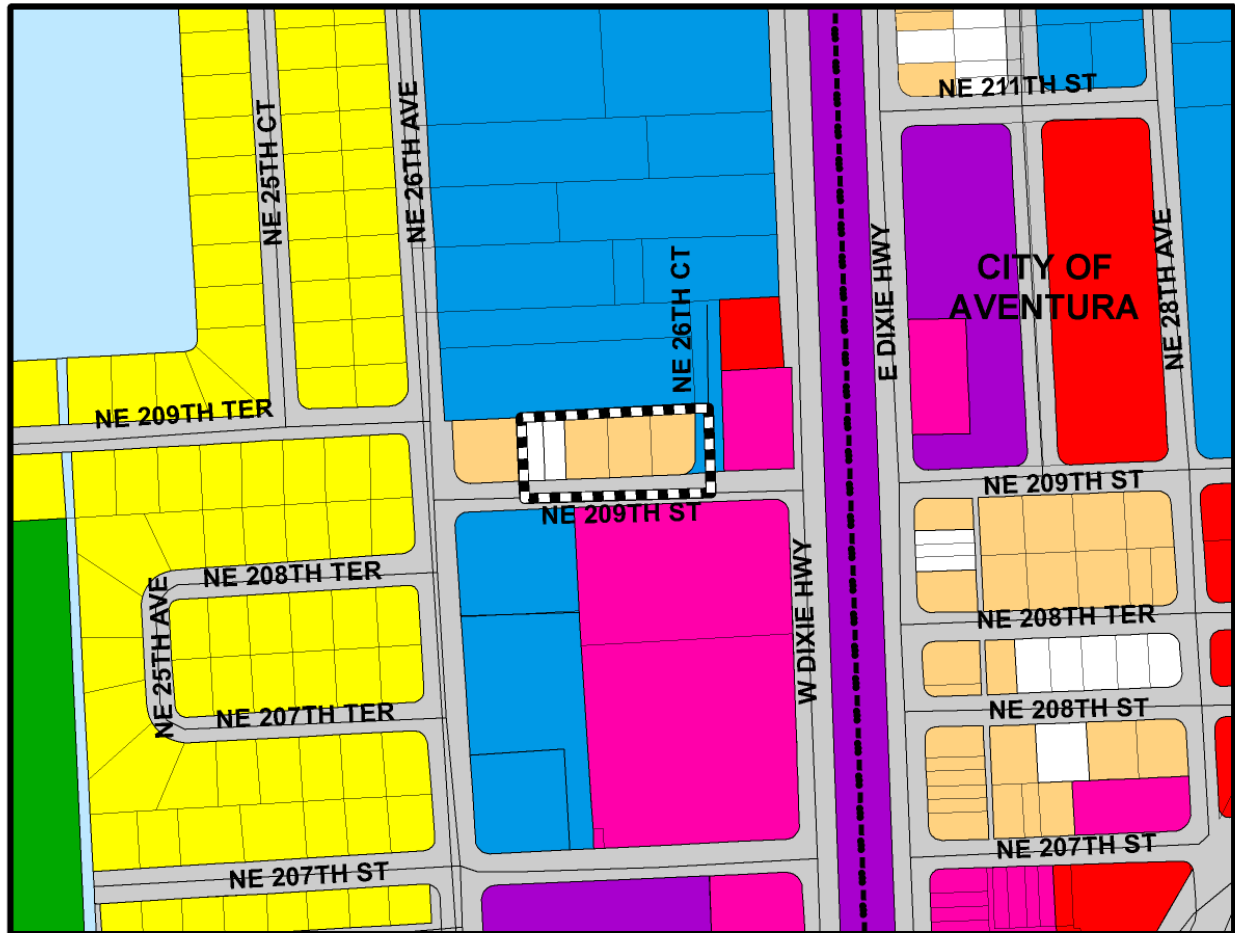 NE 211TH ST
NE 25TH CT
NE 26TH AVE
NE 26TH CT
E DIXIE HWY
CITY OF
AVENTURA
NE 28TH AVE
NE 209TH TER
NE 209TH ST
NE 209TH ST
NE 208TH TER
NE 25TH AVE
W DIXIE HWY
NE 208TH TER
NE 207TH TER
NE 208TH ST
NE 207TH ST
NE 207TH ST